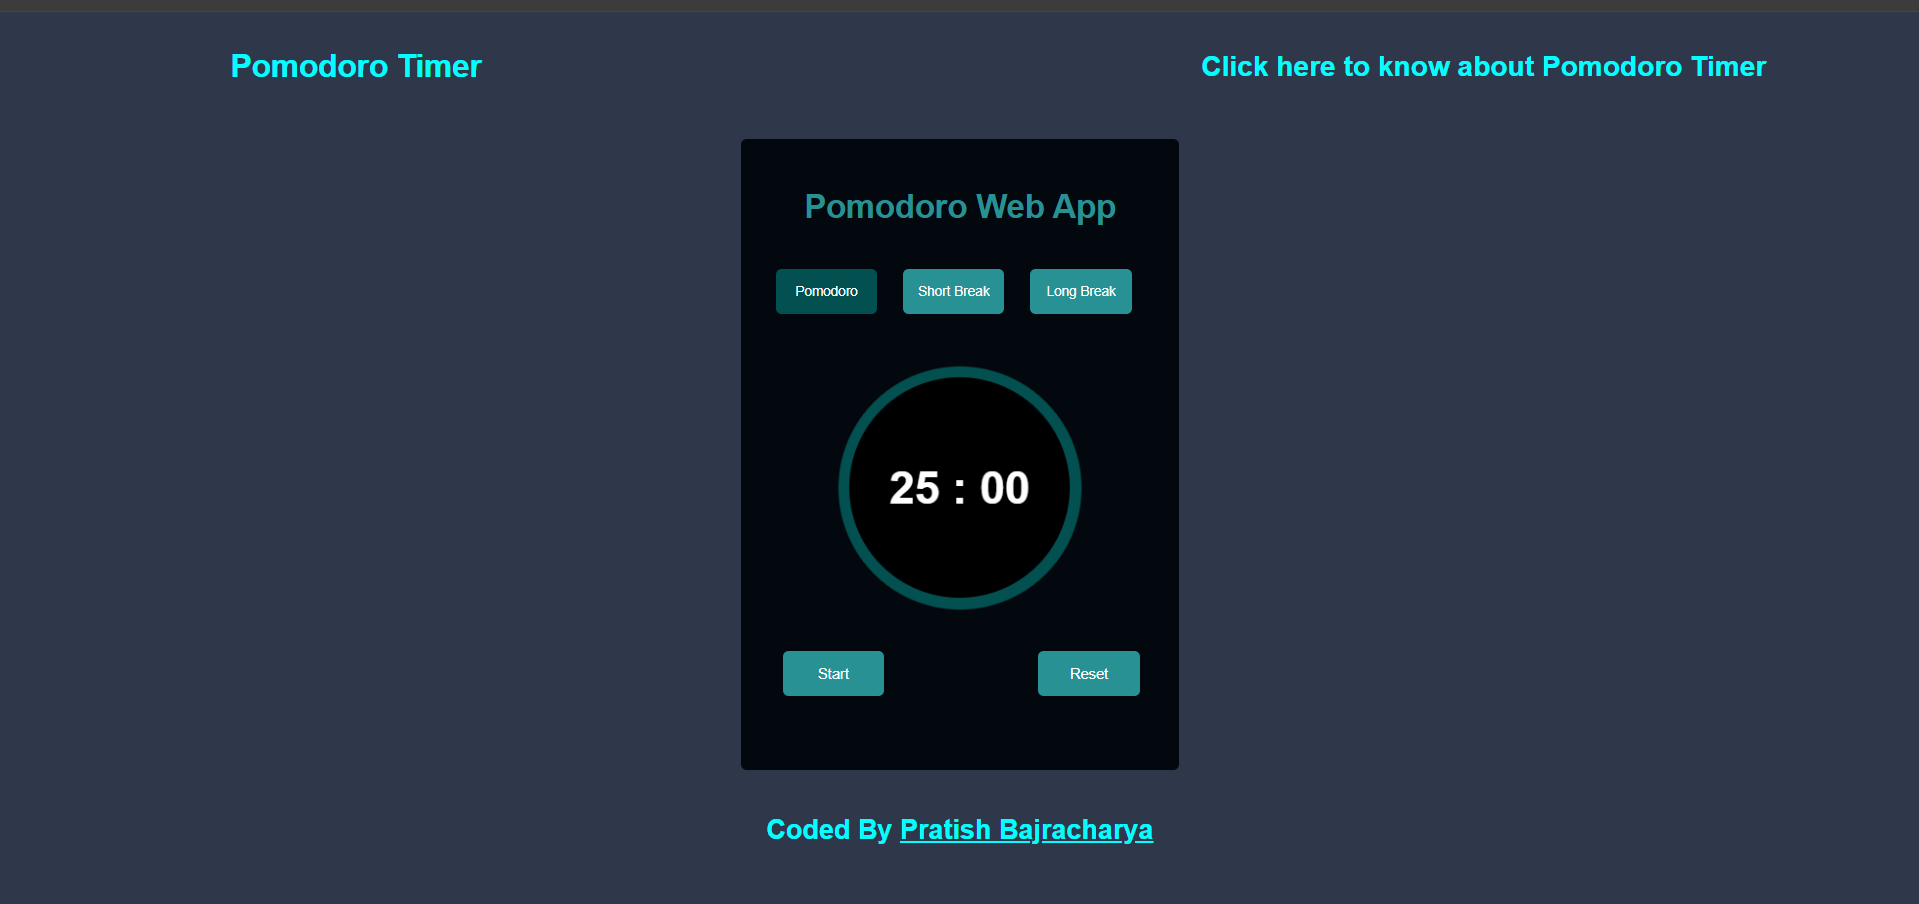 Pomodoro Timer
Click here to know about Pomodoro Timer
Pomodoro Web App
Pomodoro
Short Break
Long Break
25 : 00
Start
Reset
Coded By Pratish Bajracharya